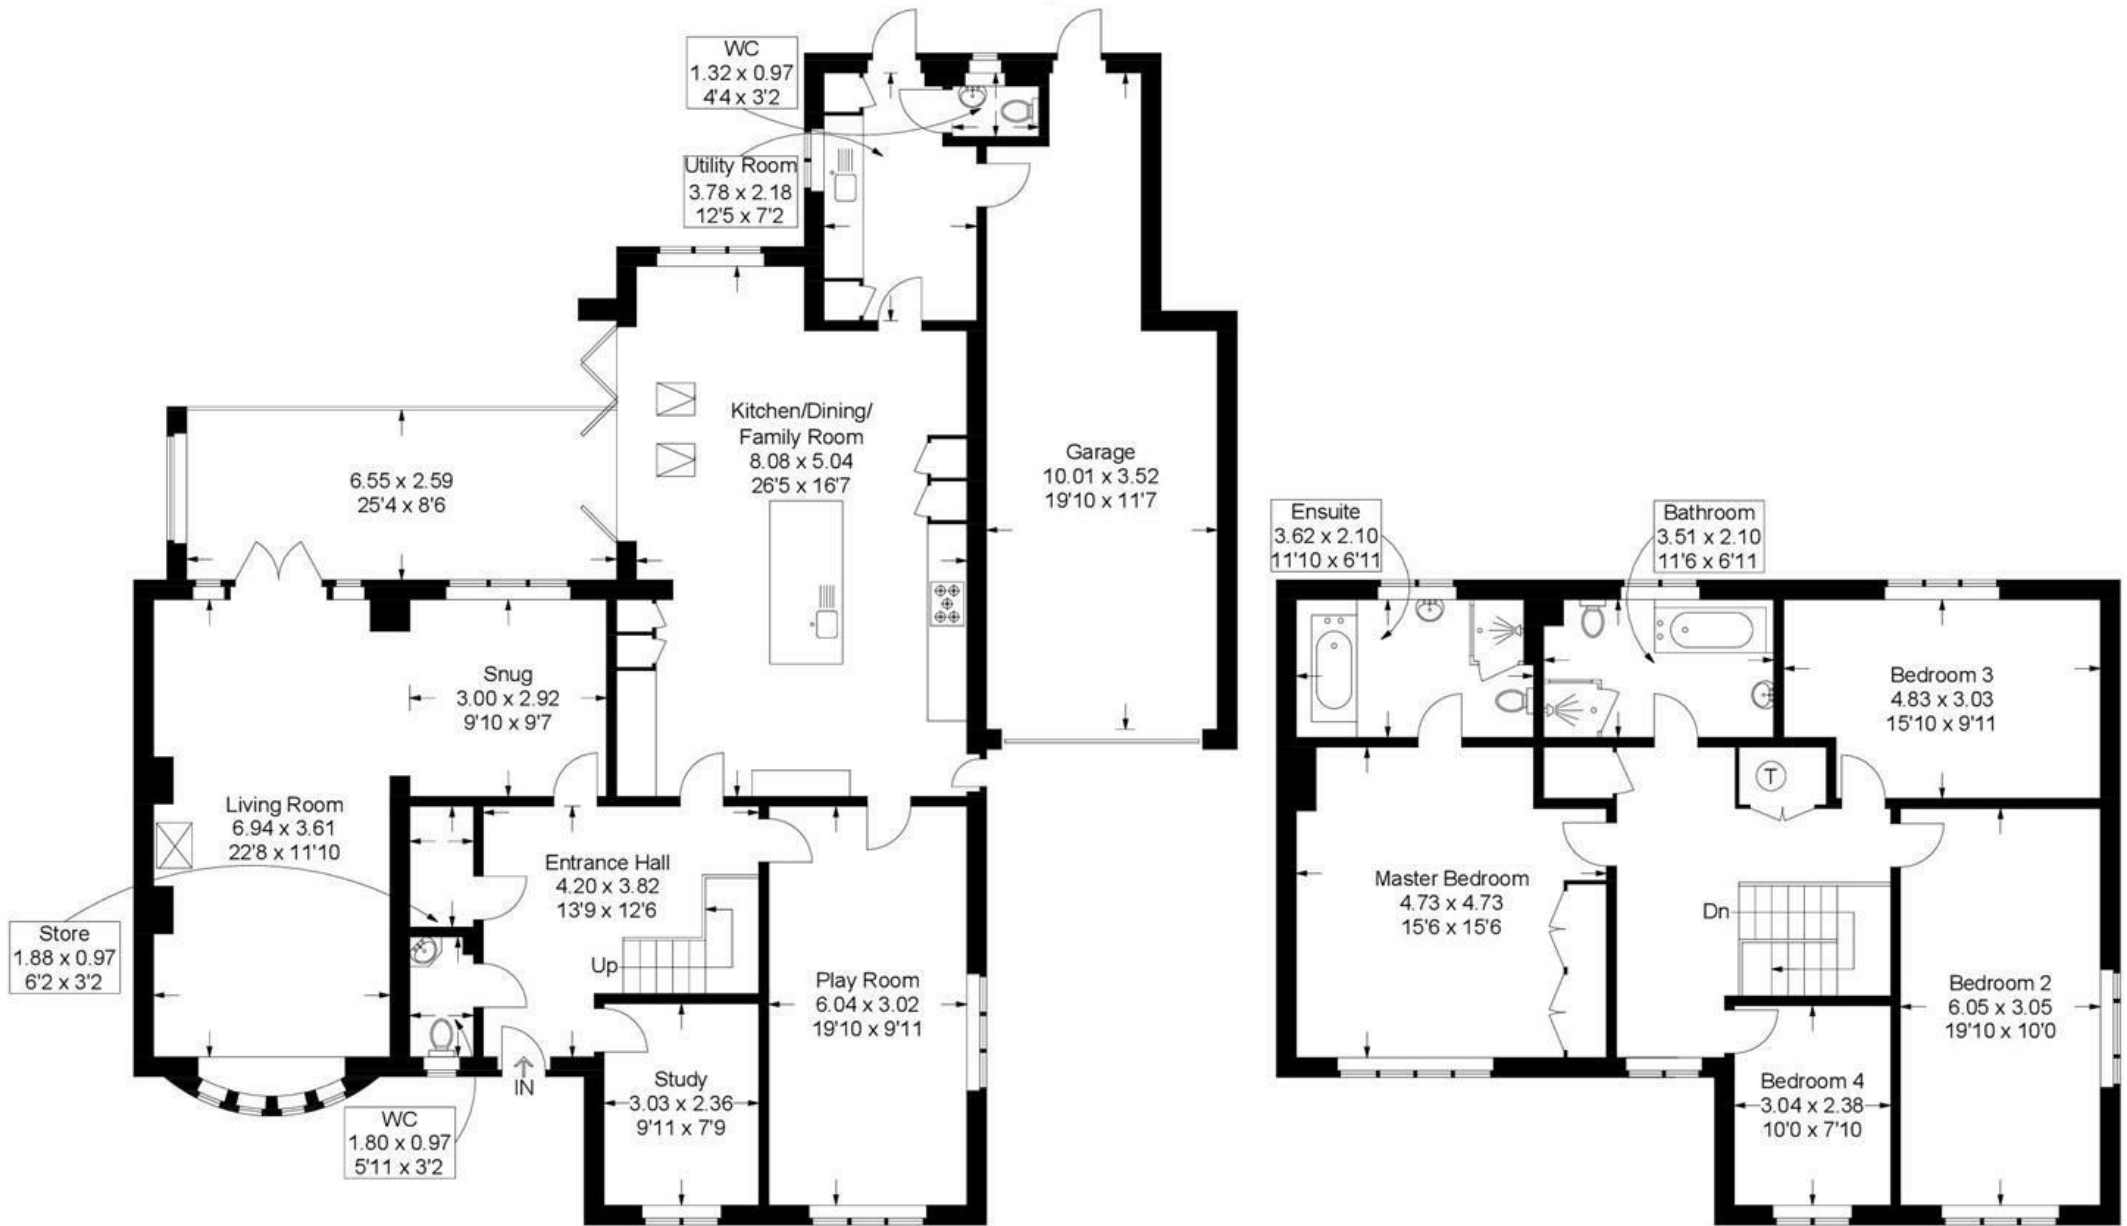 WC
1.32 x 0.97
4'4 x 3'2
Utility Room
3.78 x 2.18
12'5 x 7'2
Kitchen/Dining/
Family Room
8.08 x 5.04
26'5 x 16'7
Garage
10.01 x 3.52
19'10 x 11'7
6.55 x 2.59
25'4 x 8'6
Snug
3.00 x 2.92
9'10 x 9'7
Living Room
6.94 x 3.61
22'8 x 11'10
Entrance Hall
4.20 x 3.82
13'9 x 12'6
Store
1.88 x 0.97
6'2 x 3'2
Up
Play Room
6.04 x 3.02
19'10 x 9'11
IN
Study
3.03 x 2.36
9'11 x 7'9
WC
1.80 x 0.97
5'11 x 3'2
Ensuite
3.62 x 2.10
11'10 x 6'11
Bathroom
3.51 x 2.10
11'6 x 6'11
Bedroom 3
4.83 x 3.03
15'10 x 9'11
T
Master Bedroom
4.73 x 4.73
15'6 x 15'6
Dn
Bedroom 2
6.05 x 3.05
19'10 x 10'0
Bedroom 4
3.04 x 2.38
10'0 x 7'10